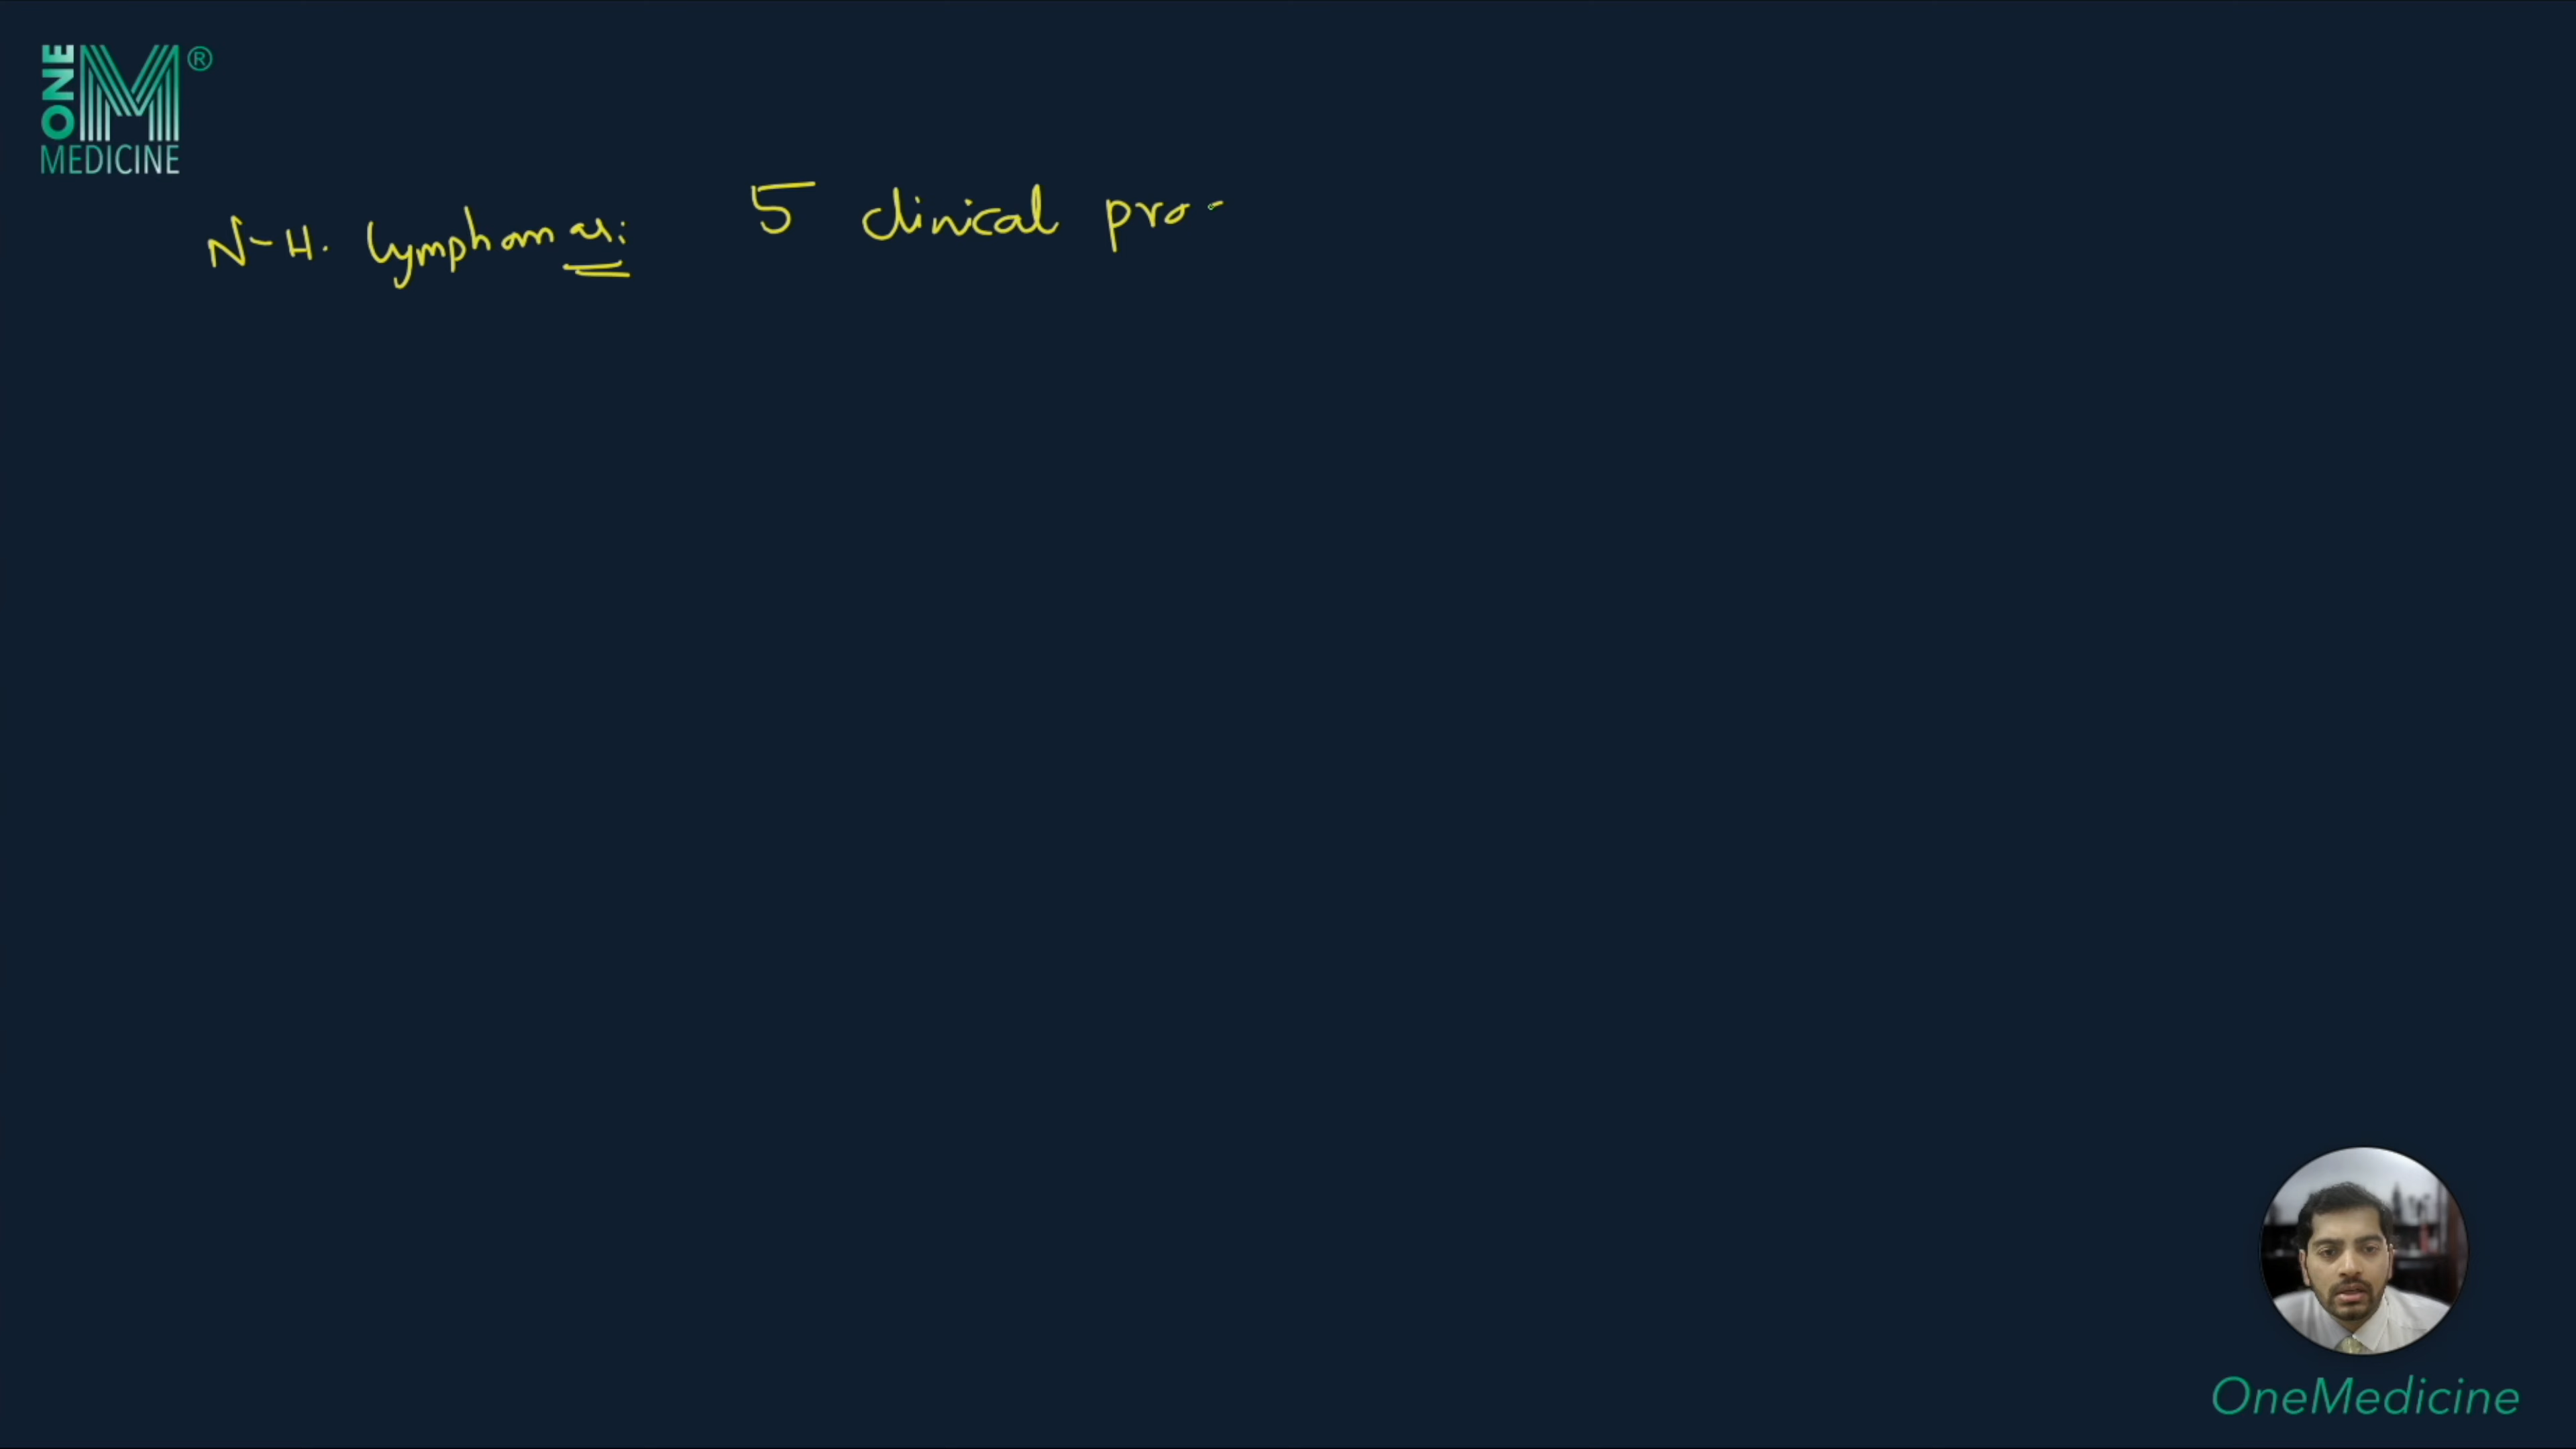 ONE
M®
MEDICINE
N-H. Lymphomas: 5 clinical pro
OneMedicine